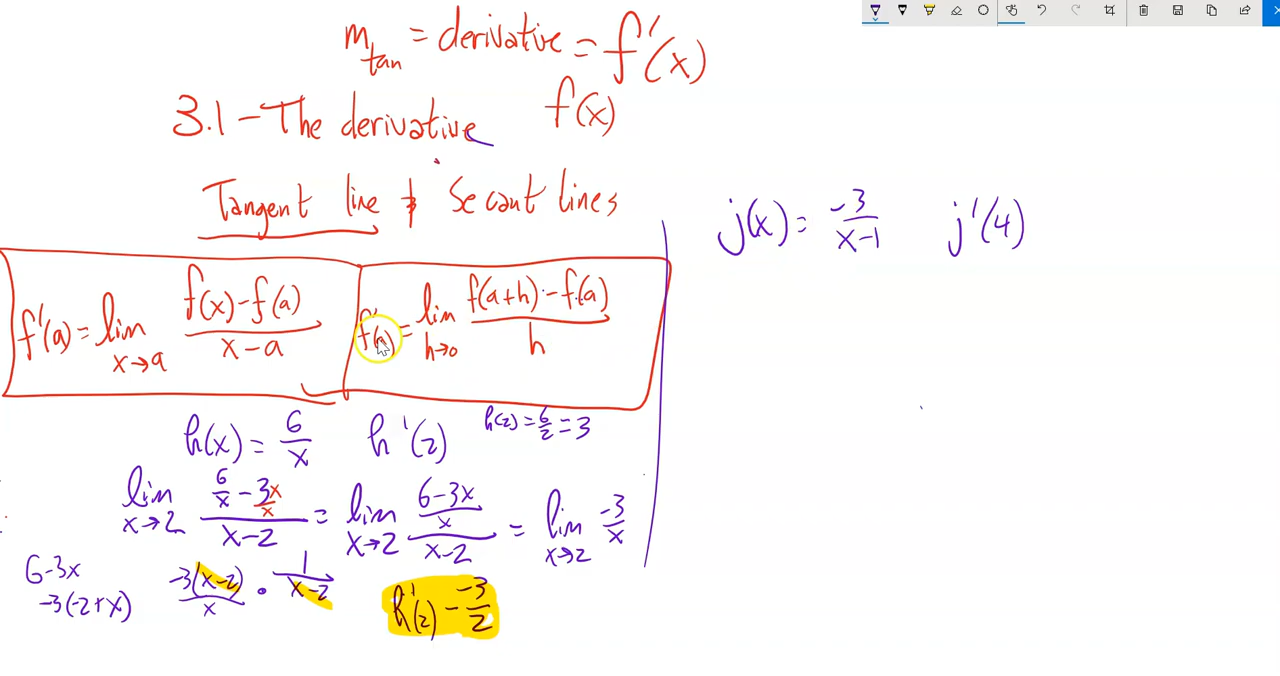 m_tan = derivative = f'(x)
3.1 - The derivative f(x)
Tangent line & Secant lines
f'(a) = lim x→a (f(x) - f(a))/(x - a)
f'(a) = lim h→0 (f(a+h) - f(a))/h
h(x) = 6/x h'(2) h(2) = 6/2 = 3
lim x→2 (6/x - 3x/x)/(x-2) = lim x→2 ((6-3x)/x)/(x-2) = lim x→2 -3/x
6-3x
-3(-2+x)
-3(x-2)/x · 1/(x-2)
h'(2) - -3/2
j(x) = -3/(x-1) j'(4)